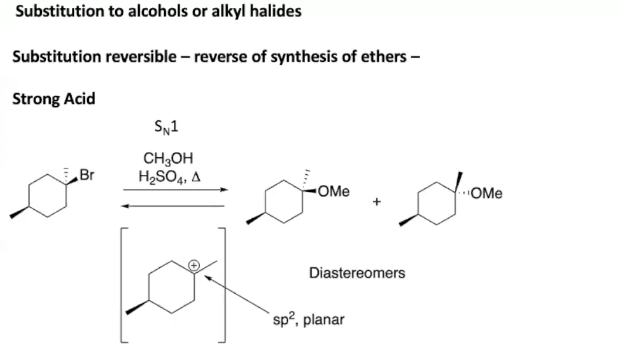 Substitution to alcohols or alkyl halides
Substitution reversible – reverse of synthesis of ethers –
Strong Acid
S_N1
CH₃OH
H₂SO₄, Δ
Br
OMe
+
OMe
⊕
Diastereomers
sp², planar